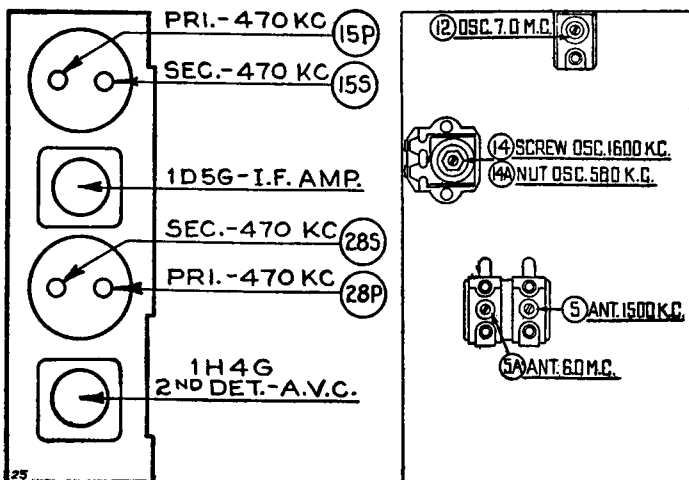 PRI.-470 KC 15P
SEC.-470 KC 15S
1D5G-I.F. AMP.
SEC.-470 KC 28S
PRI.-470 KC 28P
1H4G
2ND DET.-A.V.C.
25
12 OSC. 7.0 M.C.
14 SCREW OSC. 1600 K.C.
14A NUT OSC. 580 K.C.
5 ANT. 1500 K.C.
5A ANT. 6.0 M.C.